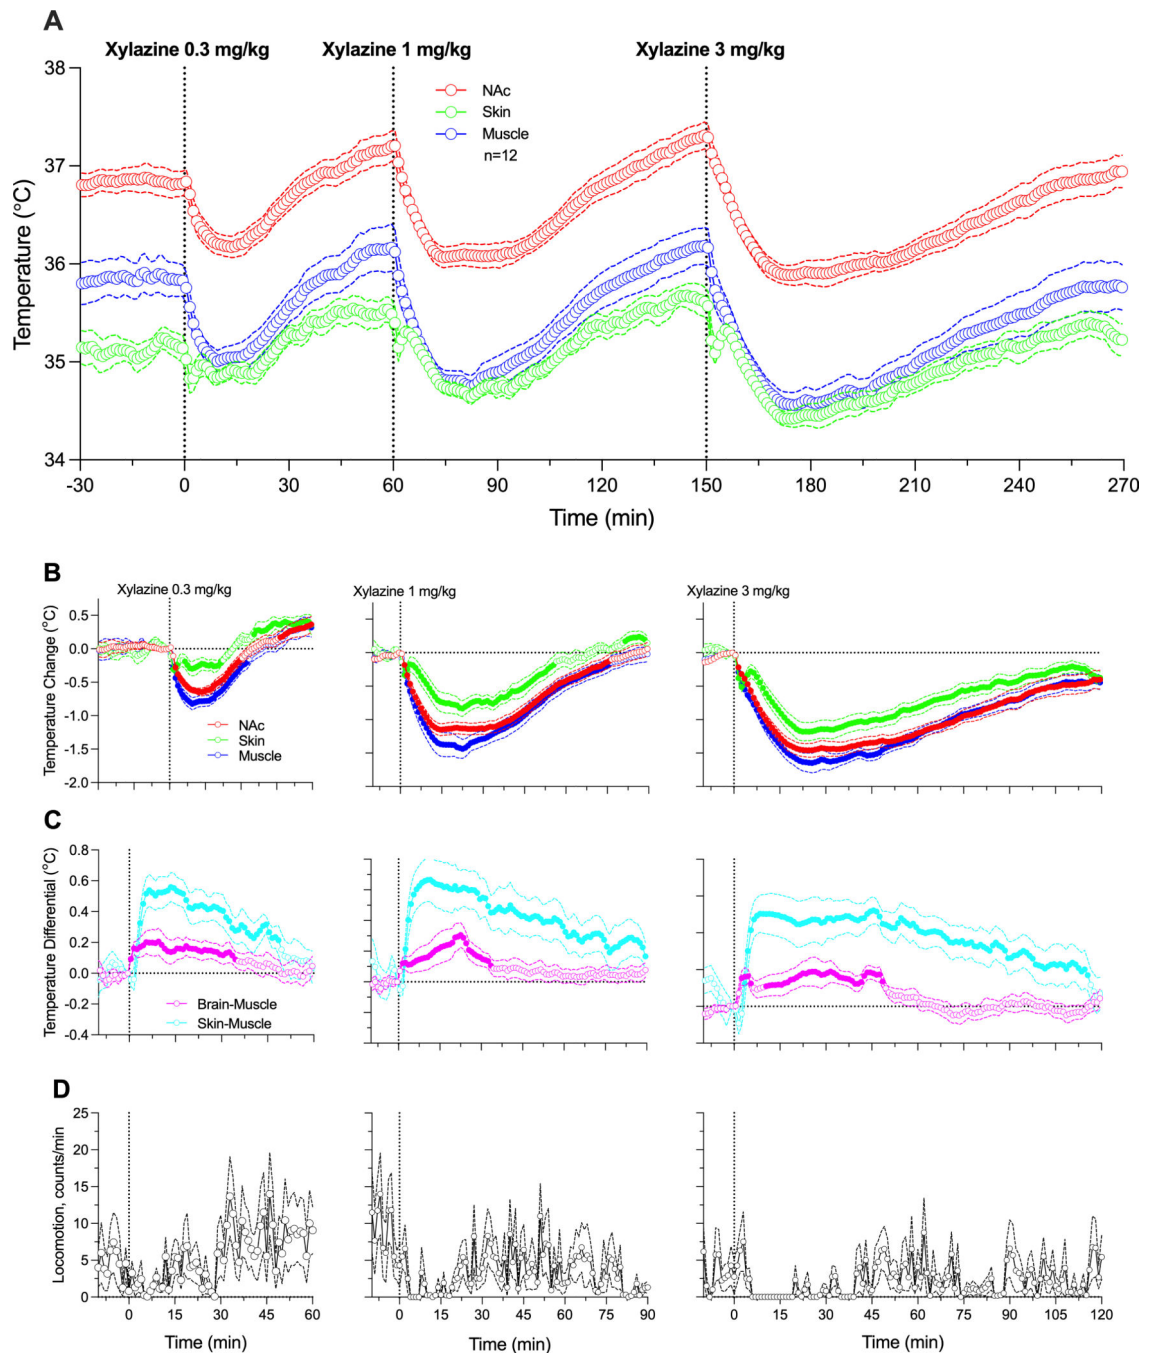 A
Xylazine 0.3 mg/kg Xylazine 1 mg/kg Xylazine 3 mg/kg
NAc
Skin
Muscle
n=12
Temperature (°C)
38
37
36
35
34
-30 0 30 60 90 120 150 180 210 240 270
Time (min)
B
Xylazine 0.3 mg/kg Xylazine 1 mg/kg Xylazine 3 mg/kg
Temperature Change (°C)
0.5
0.0
-0.5
-1.0
-1.5
-2.0
NAc
Skin
Muscle
C
Temperature Differential (°C)
0.8
0.6
0.4
0.2
0.0
-0.2
-0.4
Brain-Muscle
Skin-Muscle
D
Locomotion, counts/min
25
20
15
10
5
0
0 15 30 45 60 0 15 30 45 60 75 90 0 15 30 45 60 75 90 105 120
Time (min) Time (min) Time (min)